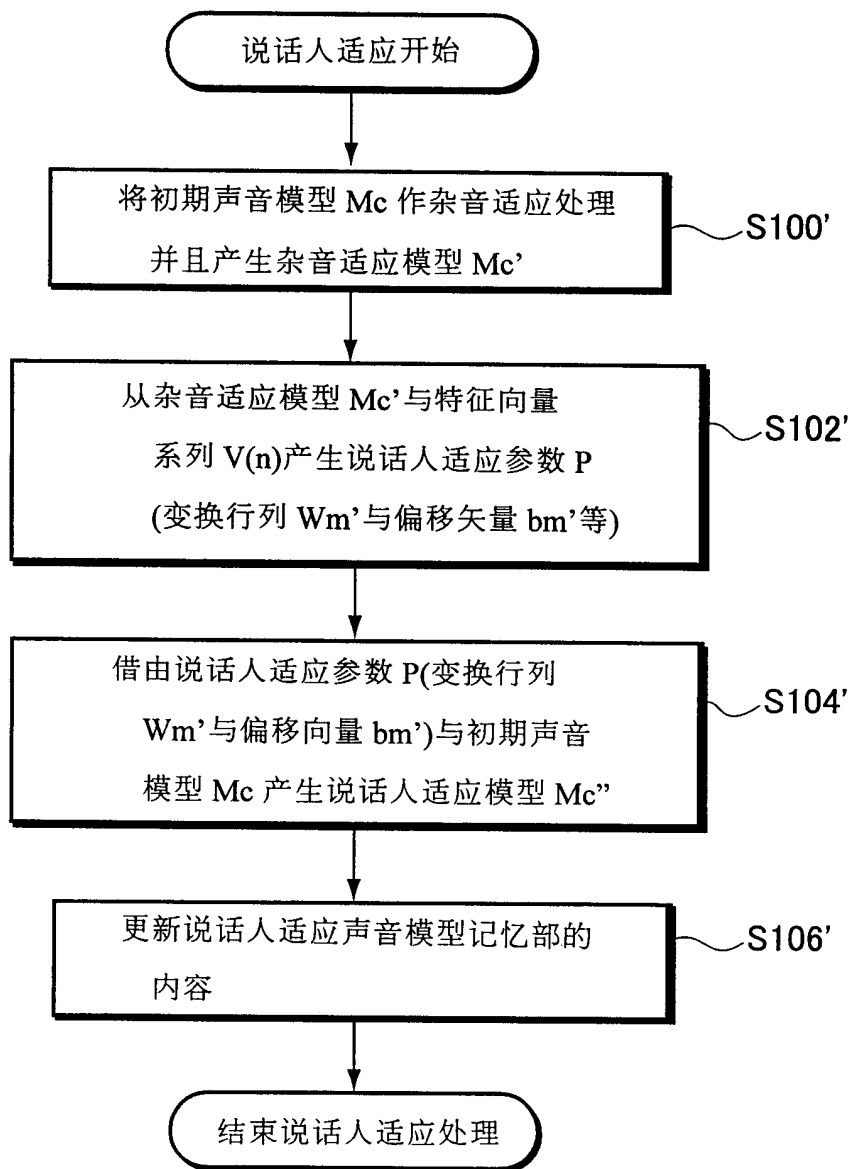 说话人适应开始
将初期声音模型 Mc 作杂音适应处理
并且产生杂音适应模型 Mc’
S100'
从杂音适应模型 Mc’与特征向量
系列 V(n)产生说话人适应参数 P
(变换行列 Wm’与偏移矢量 bm’等)
S102'
借由说话人适应参数 P(变换行列
Wm’与偏移向量 bm’)与初期声音
模型 Mc 产生说话人适应模型 Mc”
S104'
更新说话人适应声音模型记忆部的
内容
S106'
结束说话人适应处理